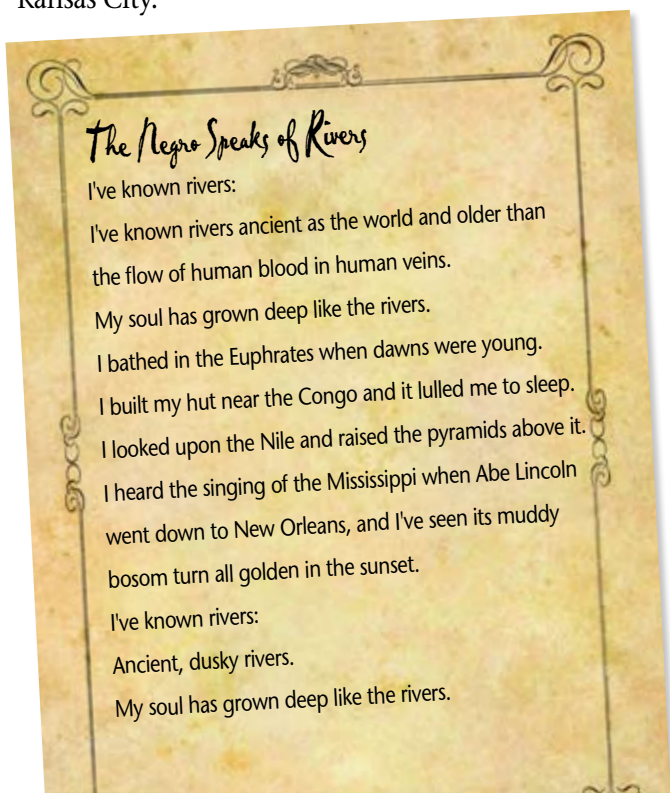 Kansas City.
The Negro Speaks of Rivers
I've known rivers:
I've known rivers ancient as the world and older than
the flow of human blood in human veins.
My soul has grown deep like the rivers.
I bathed in the Euphrates when dawns were young.
I built my hut near the Congo and it lulled me to sleep.
I looked upon the Nile and raised the pyramids above it.
I heard the singing of the Mississippi when Abe Lincoln
went down to New Orleans, and I've seen its muddy
bosom turn all golden in the sunset.
I've known rivers:
Ancient, dusky rivers.
My soul has grown deep like the rivers.